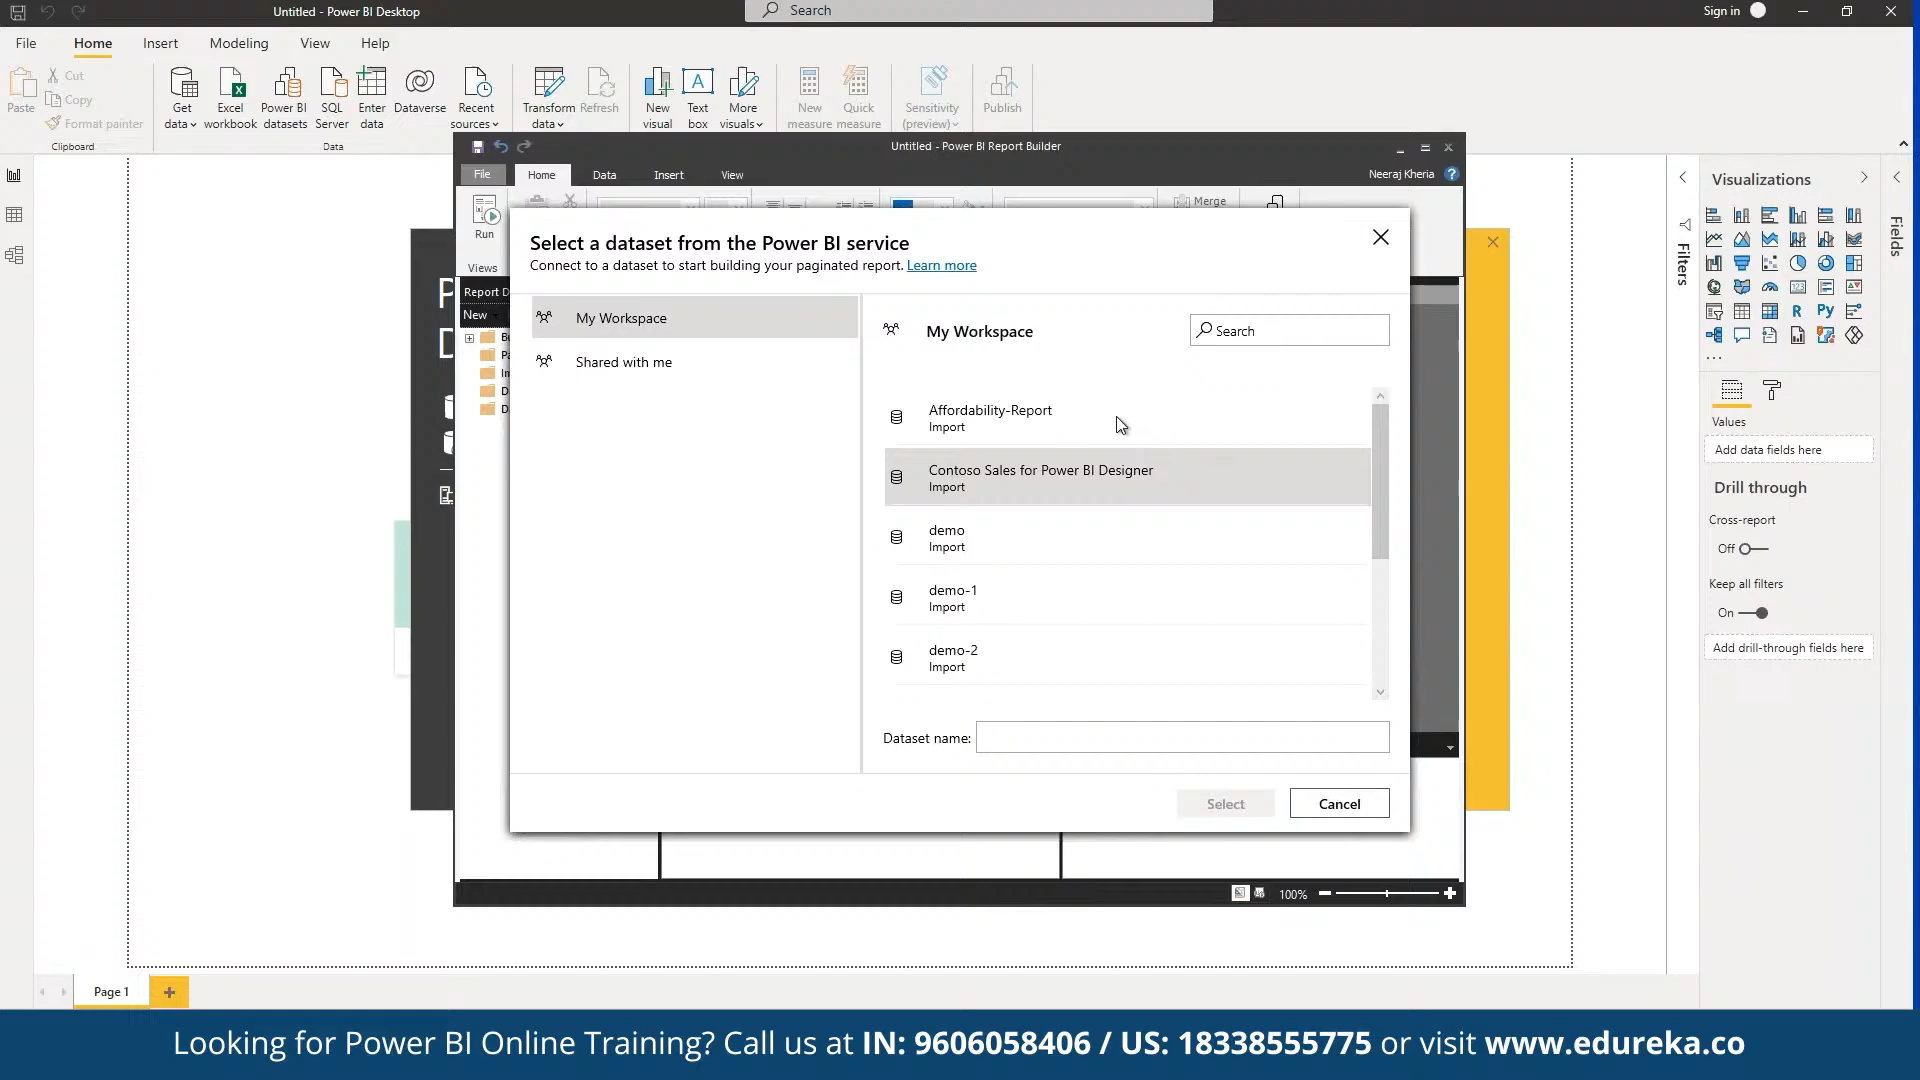 Untitled - Power BI Desktop
Search
Sign in
File
Home
Insert
Modeling
View
Help
Paste
Cut
Copy
Format painter
Clipboard
Get data
Excel workbook
Power BI datasets
SQL Server
Enter data
Dataverse
Recent sources
Data
Transform data
Refresh
New visual
Text box
More visuals
New measure
Quick measure
Sensitivity (preview)
Publish
Untitled - Power BI Report Builder
File
Home
Data
Insert
View
Neeraj Kheria
Run
Views
Merge
Report D
New
Select a dataset from the Power BI service
Connect to a dataset to start building your paginated report. Learn more
My Workspace
Shared with me
My Workspace
Search
Affordability-Report
Import
Contoso Sales for Power BI Designer
Import
demo
Import
demo-1
Import
demo-2
Import
Dataset name:
Select
Cancel
100%
Filters
Visualizations
Fields
Values
Add data fields here
Drill through
Cross-report
Off
Keep all filters
On
Add drill-through fields here
Page 1
Looking for Power BI Online Training? Call us at IN: 9606058406 / US: 18338555775 or visit www.edureka.co